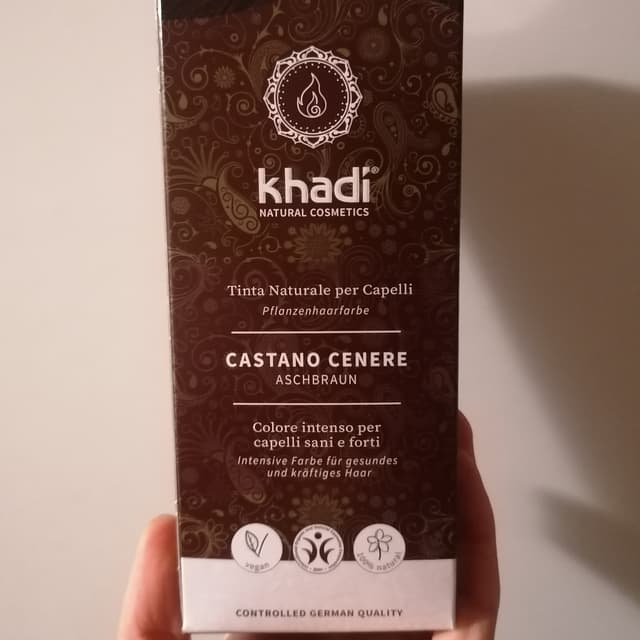 khadí®
NATURAL COSMETICS
Tinta Naturale per Capelli
Pflanzenhaarfarbe
CASTANO CENERE
ASCHBRAUN
Colore intenso per
capelli sani e forti
Intensive Farbe für gesundes
und kräftiges Haar
vegan
100% natural
CONTROLLED GERMAN QUALITY